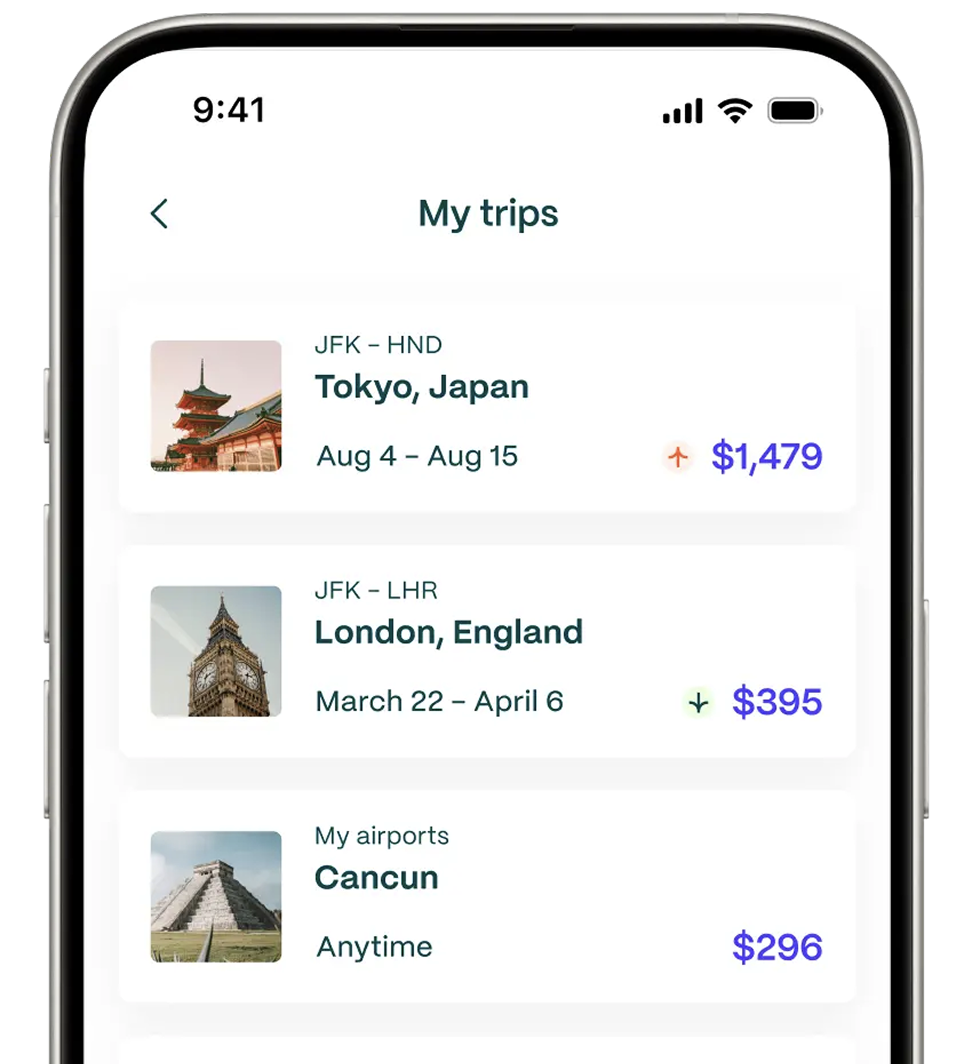 9:41
My trips
JFK – HND
Tokyo, Japan
Aug 4 – Aug 15
$1,479
JFK – LHR
London, England
March 22 – April 6
$395
My airports
Cancun
Anytime
$296